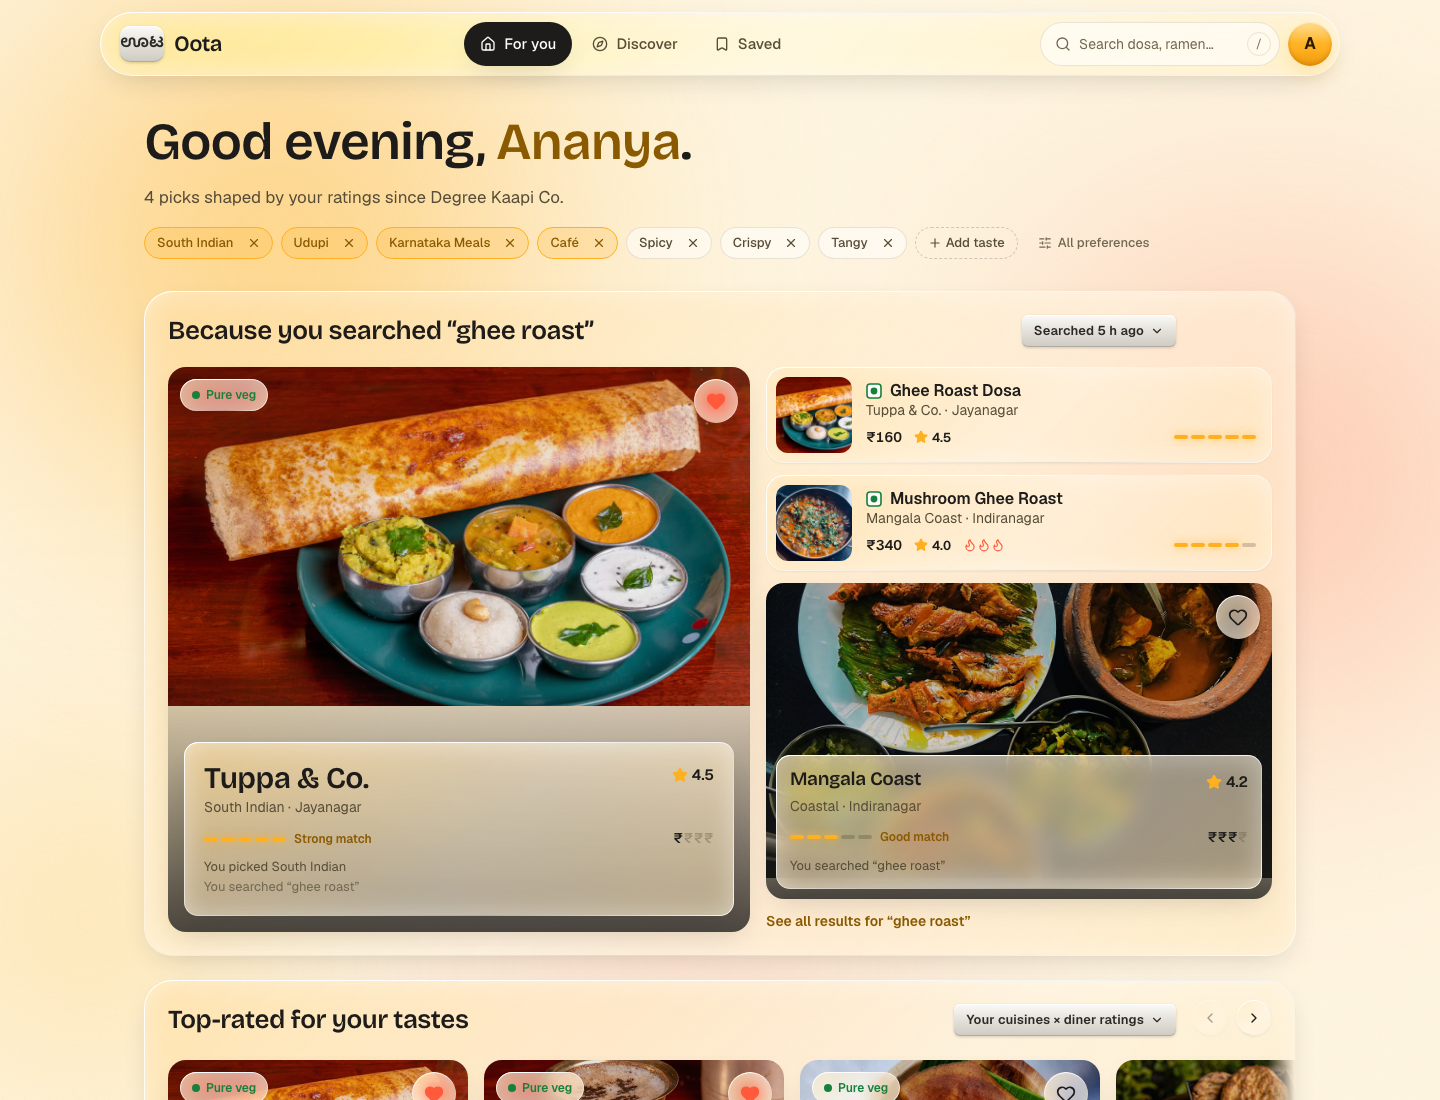 ಊಟ Oota
For you
Discover
Saved
Search dosa, ramen...
/
A
Good evening, Ananya.
4 picks shaped by your ratings since Degree Kaapi Co.
South Indian
Udupi
Karnataka Meals
Café
Spicy
Crispy
Tangy
Add taste
All preferences
Because you searched “ghee roast”
Searched 5 h ago
Pure veg
Tuppa & Co.
4.5
South Indian · Jayanagar
Strong match
₹₹₹₹
You picked South Indian
You searched “ghee roast”
Ghee Roast Dosa
Tuppa & Co. · Jayanagar
₹160 4.5
Mushroom Ghee Roast
Mangala Coast · Indiranagar
₹340 4.0
Mangala Coast
4.2
Coastal · Indiranagar
Good match
₹₹₹₹
You searched “ghee roast”
See all results for “ghee roast”
Top-rated for your tastes
Your cuisines × diner ratings
Pure veg
Pure veg
Pure veg